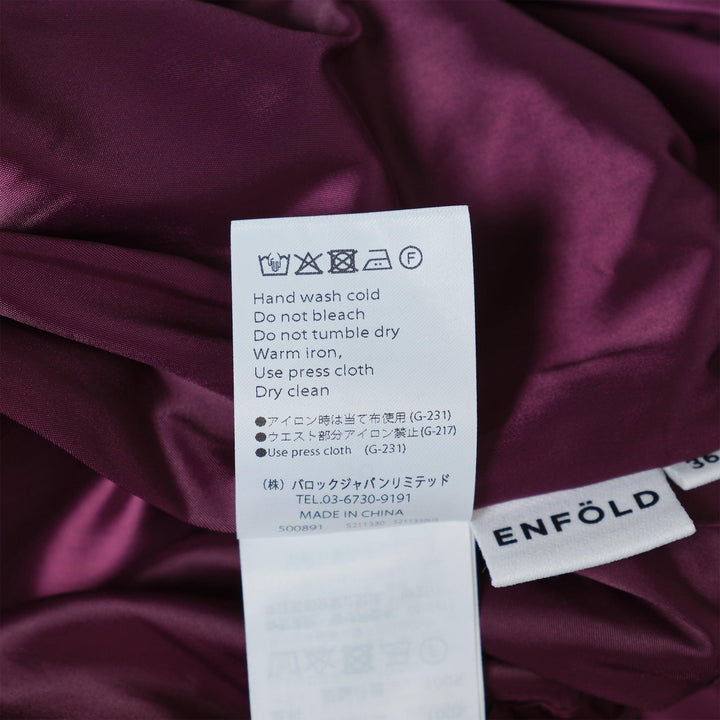 F
Hand wash cold
Do not bleach
Do not tumble dry
Warm iron,
Use press cloth
Dry clean
●アイロン時は当て布使用 (G-231)
●ウエスト部分アイロン禁止 (G-217)
●Use press cloth (G-231)
(株) バロックジャパンリミテッド
TEL.03-6730-9191
MADE IN CHINA
500891
ENFÖLD
36